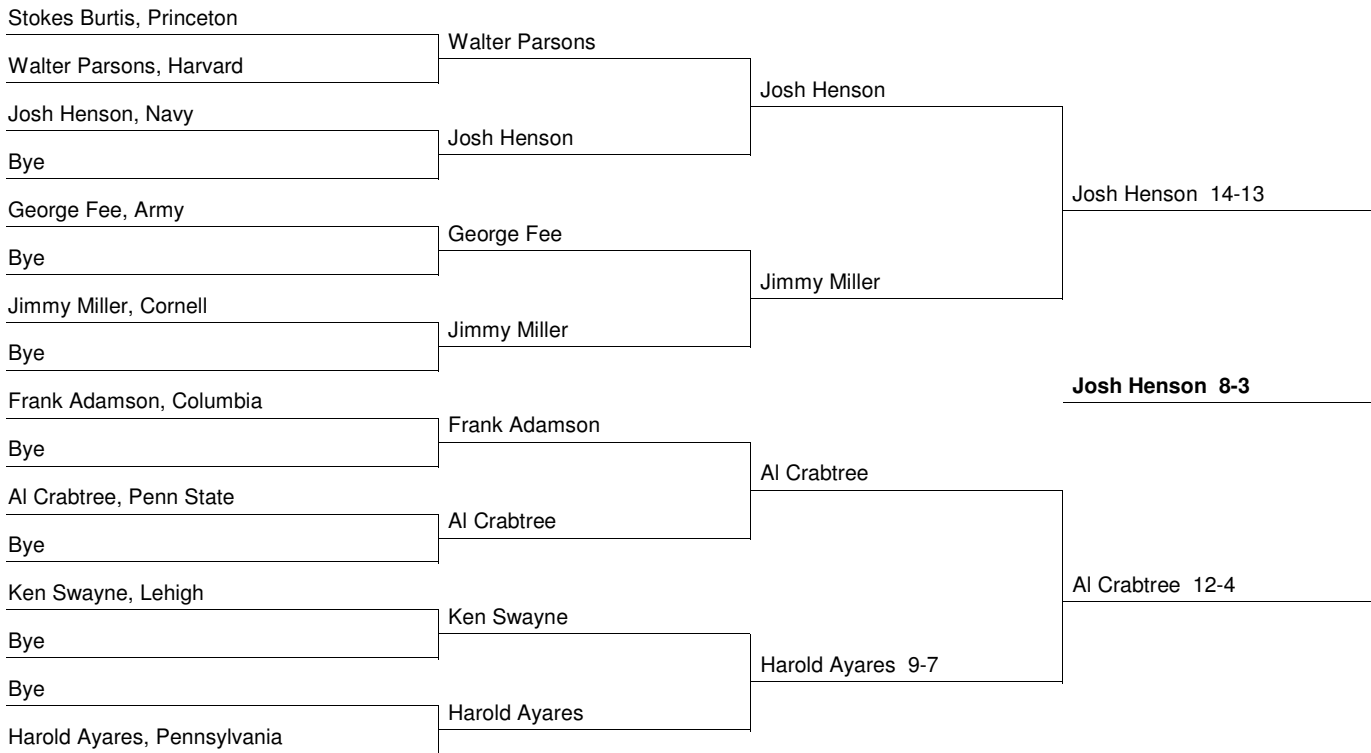 Stokes Burtis, Princeton
Walter Parsons, Harvard
Josh Henson, Navy
Bye
George Fee, Army
Bye
Jimmy Miller, Cornell
Bye
Frank Adamson, Columbia
Bye
Al Crabtree, Penn State
Bye
Ken Swayne, Lehigh
Bye
Bye
Harold Ayares, Pennsylvania
Walter Parsons
Josh Henson
George Fee
Jimmy Miller
Frank Adamson
Al Crabtree
Ken Swayne
Harold Ayares
Josh Henson
Jimmy Miller
Al Crabtree
Harold Ayares 9-7
Josh Henson 14-13
Josh Henson 8-3
Al Crabtree 12-4